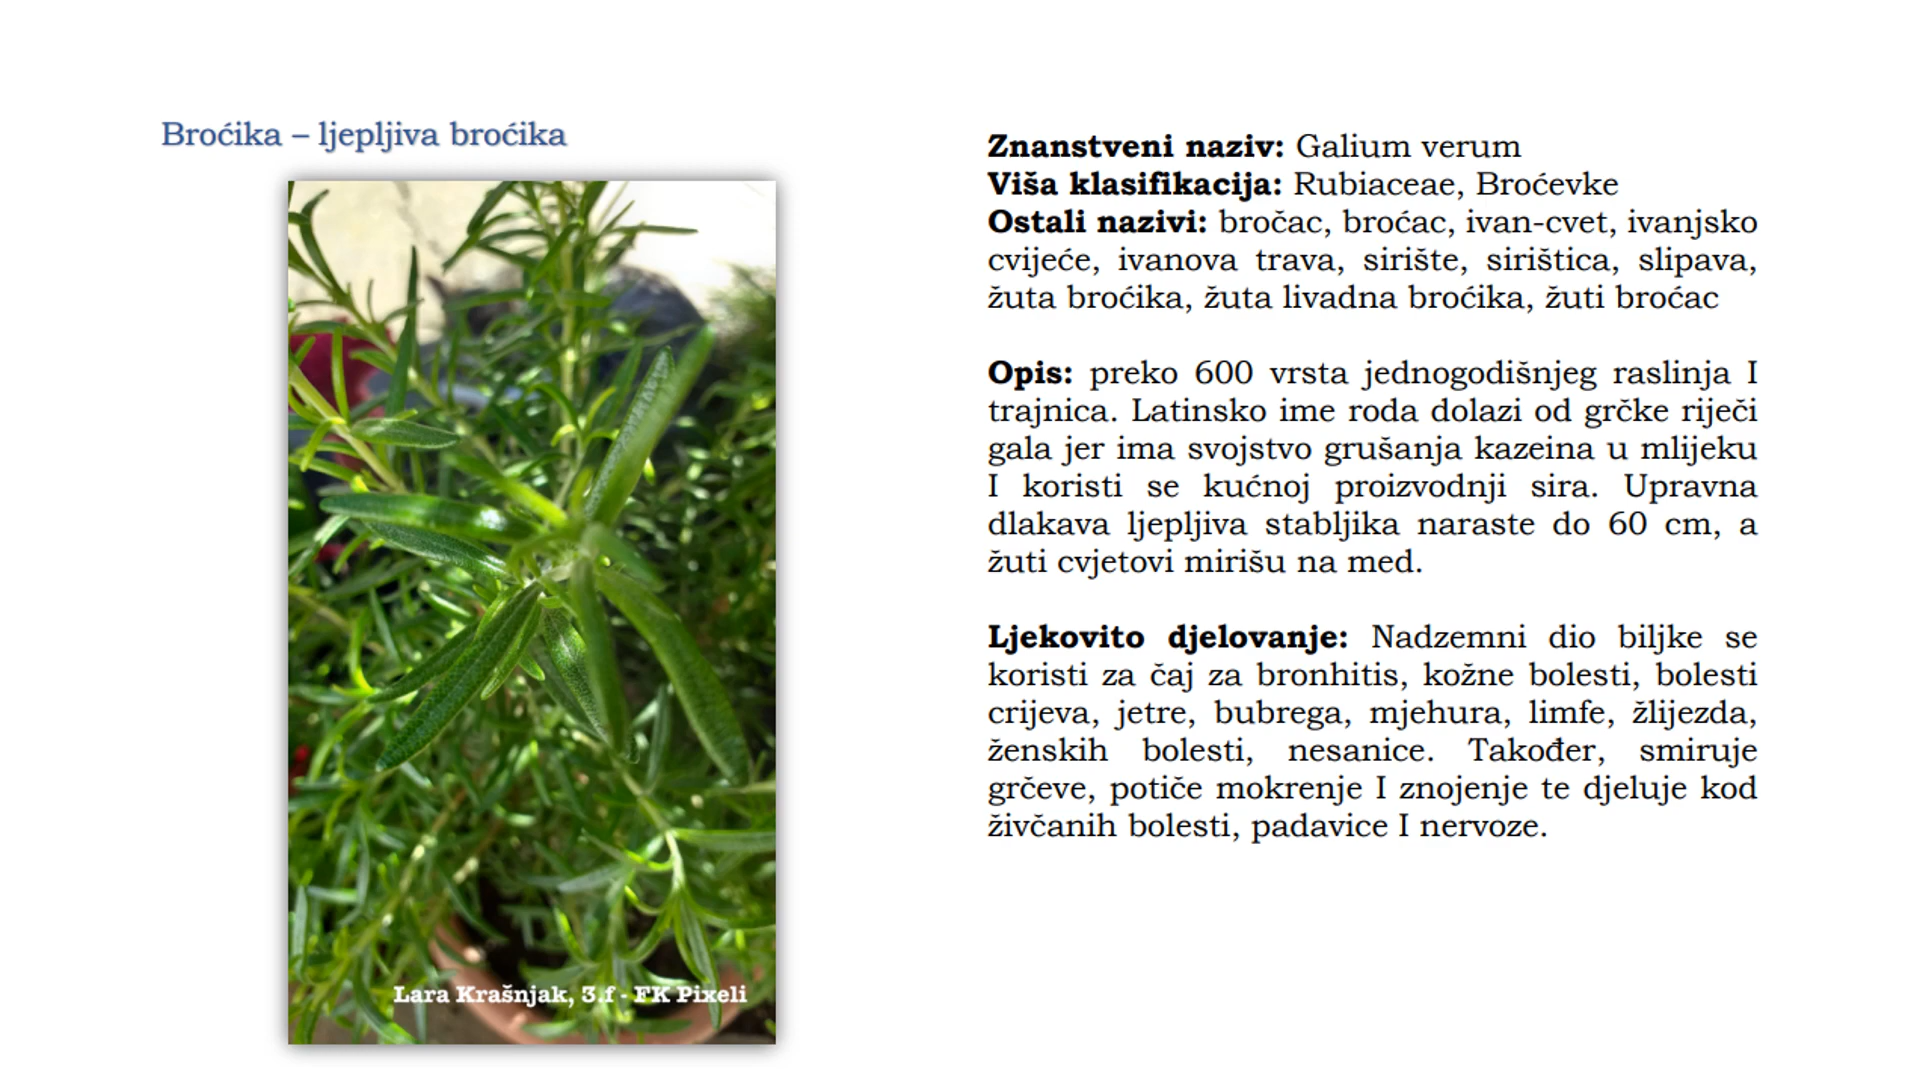 Broćika – ljepljiva broćika
Lara Krašnjak, 3.f - FK Pixeli
Znanstveni naziv: Galium verum
Viša klasifikacija: Rubiaceae, Broćevke
Ostali nazivi: bročac, broćac, ivan-cvet, ivanjsko
cvijeće, ivanova trava, sirište, sirištica, slipava,
žuta broćika, žuta livadna broćika, žuti broćac
Opis: preko 600 vrsta jednogodišnjeg raslinja I
trajnica. Latinsko ime roda dolazi od grčke riječi
gala jer ima svojstvo grušanja kazeina u mlijeku
I koristi se kućnoj proizvodnji sira. Upravna
dlakava ljepljiva stabljika naraste do 60 cm, a
žuti cvjetovi mirišu na med.
Ljekovito djelovanje: Nadzemni dio biljke se
koristi za čaj za bronhitis, kožne bolesti, bolesti
crijeva, jetre, bubrega, mjehura, limfe, žlijezda,
ženskih bolesti, nesanice. Također, smiruje
grčeve, potiče mokrenje I znojenje te djeluje kod
živčanih bolesti, padavice I nervoze.